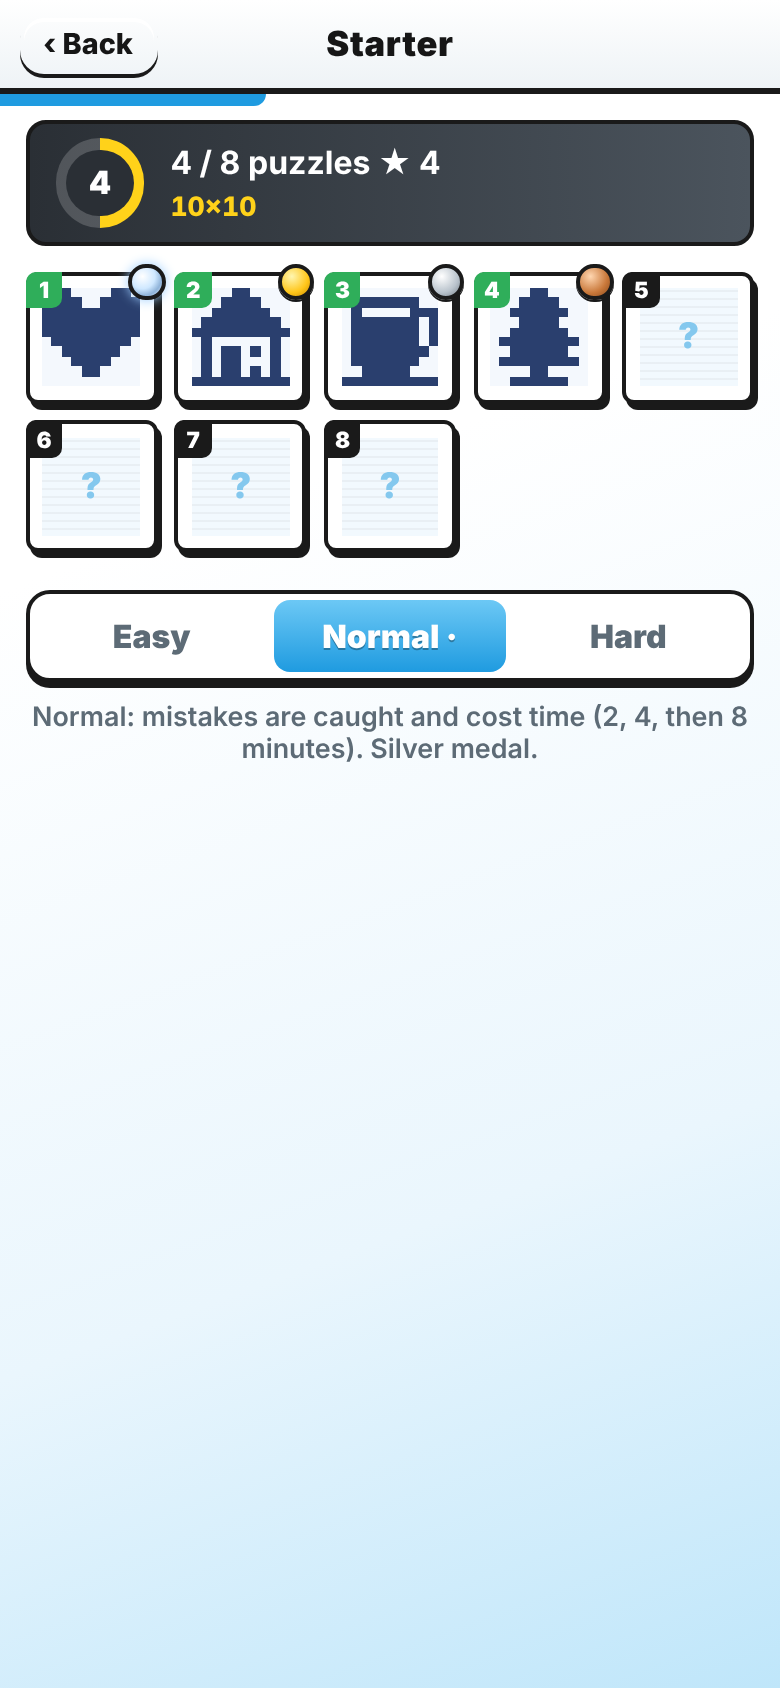 ‹ Back
Starter
4
4 / 8 puzzles ★ 4
10×10
1
2
3
4
5
?
6
?
7
?
8
?
Easy
Normal ·
Hard
Normal: mistakes are caught and cost time (2, 4, then 8
minutes). Silver medal.